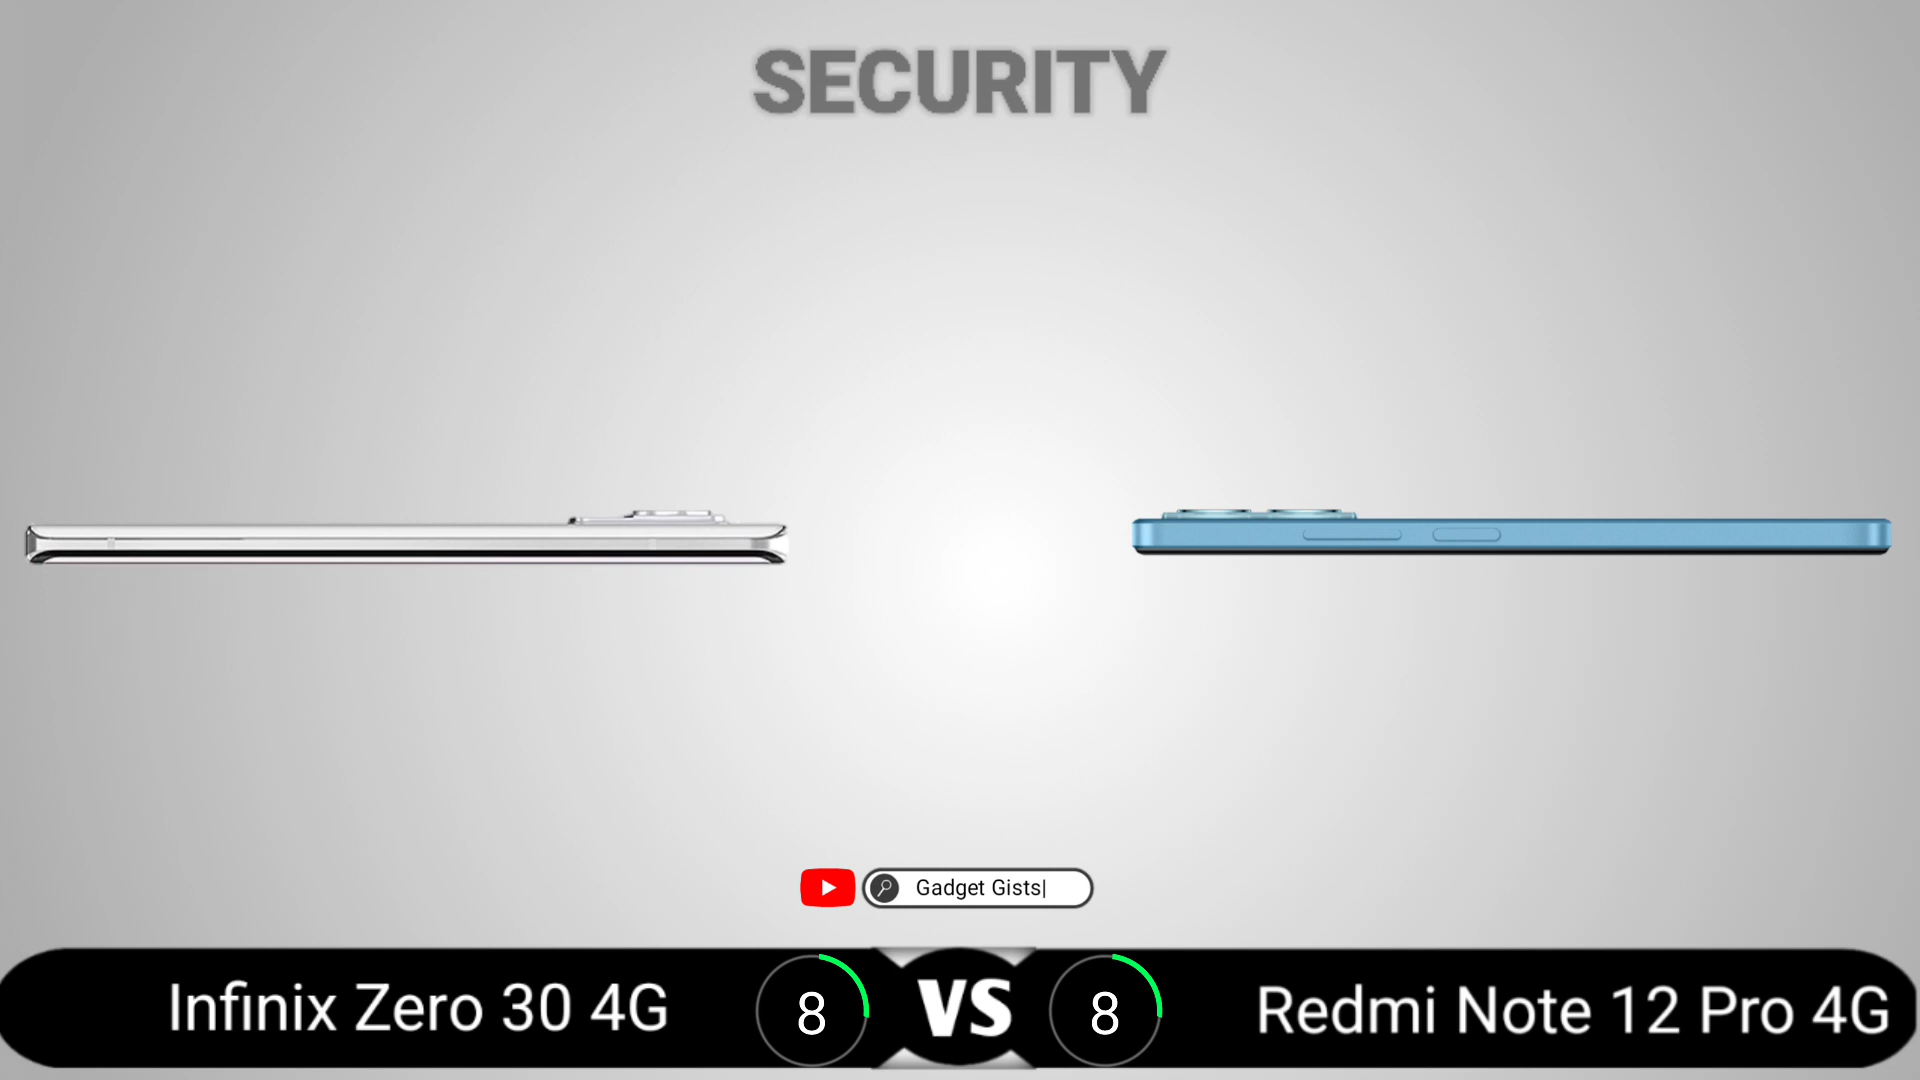 SECURITY
Gadget Gists|
Infinix Zero 30 4G
8
VS
8
Redmi Note 12 Pro 4G